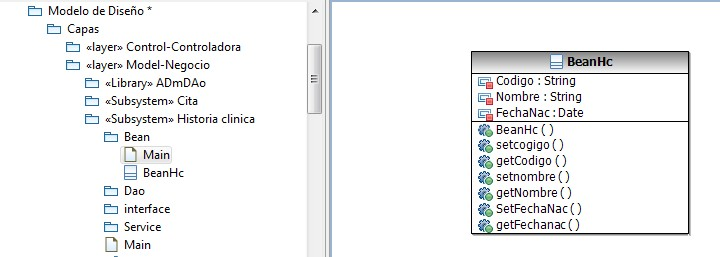 Modelo de Diseño *
Capas
«layer» Control-Controladora
«layer» Model-Negocio
«Library» ADmDAo
«Subsystem» Cita
«Subsystem» Historia clinica
Bean
Main
BeanHc
Dao
interface
Service
Main
BeanHc
Codigo : String
Nombre : String
FechaNac : Date
BeanHc ( )
setcogigo ( )
getCodigo ( )
setnombre ( )
getNombre ( )
SetFechaNac ( )
getFechanac ( )